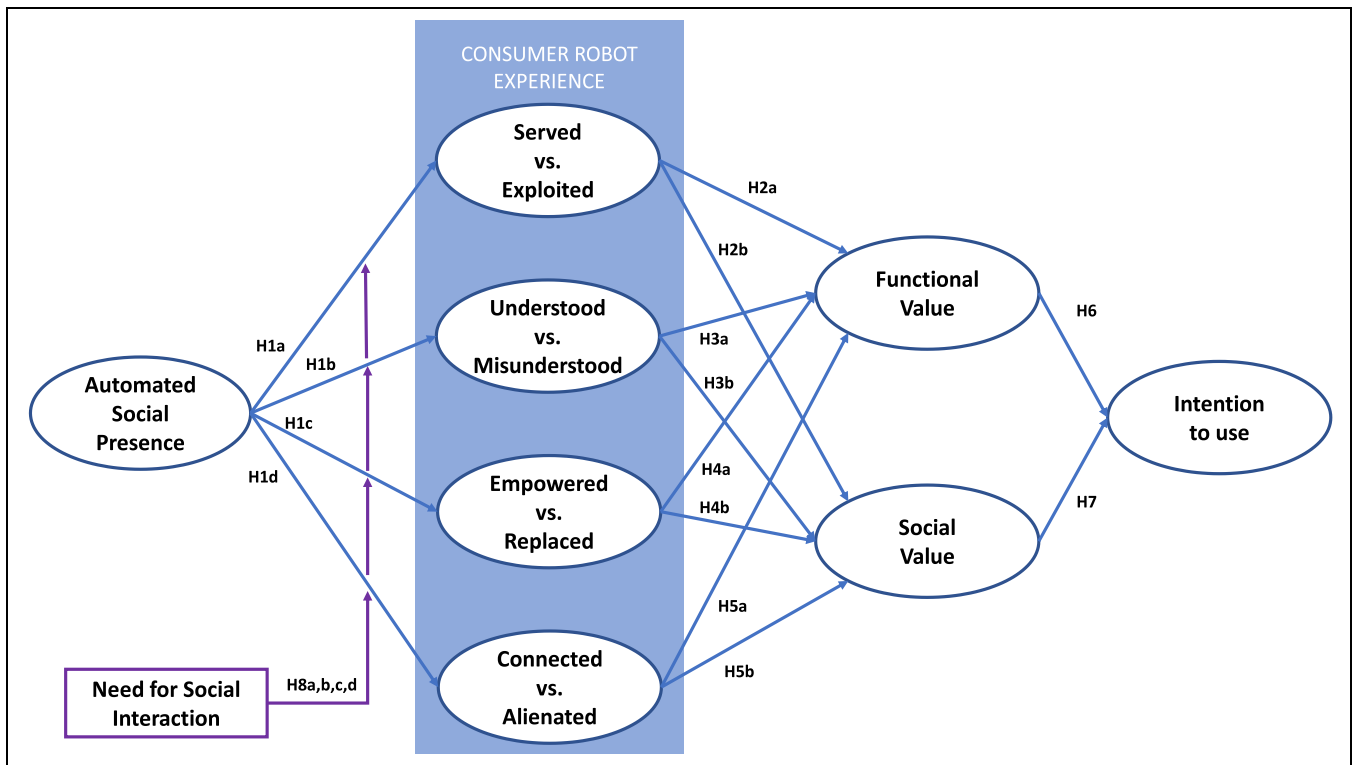 CONSUMER ROBOT
EXPERIENCE
Served
vs.
Exploited
H2a
H2b
Functional
Value
Understood
vs.
Misunderstood
H1a
H1b
H3a
H6
H3b
Automated
Social
Presence
H1c
Intention
to use
H1d
Empowered
vs.
Replaced
H4a
H4b
H7
Social
Value
H5a
H5b
Connected
vs.
Alienated
Need for Social
Interaction
H8a,b,c,d